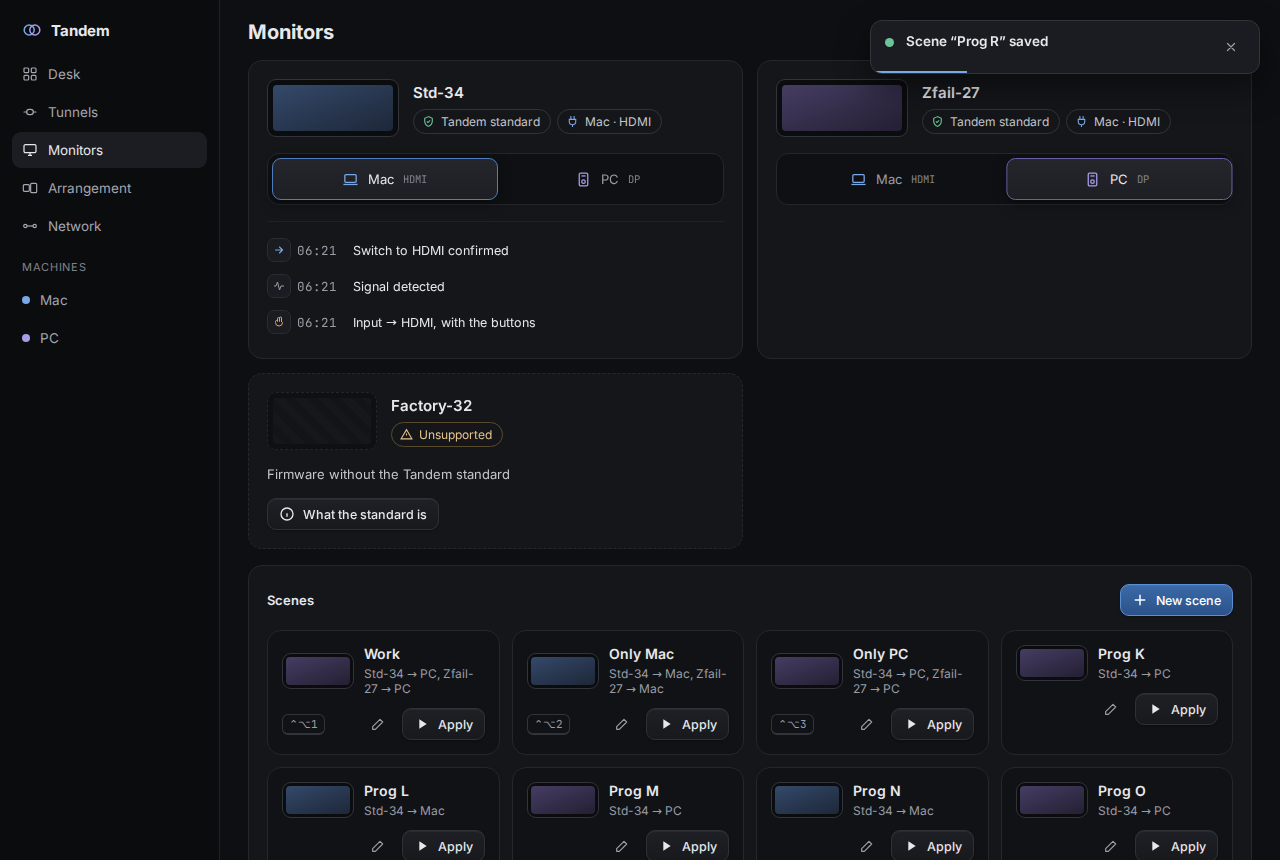 Tandem
Desk
Tunnels
Monitors
Arrangement
Network
MACHINES
Mac
PC
Monitors
Scene “Prog R” saved
Std-34
Tandem standard
Mac · HDMI
Mac HDMI
PC DP
06:21 Switch to HDMI confirmed
06:21 Signal detected
06:21 Input → HDMI, with the buttons
Zfail-27
Tandem standard
Mac · HDMI
Mac HDMI
PC DP
Factory-32
Unsupported
Firmware without the Tandem standard
What the standard is
Scenes
New scene
Work
Std-34 → PC, Zfail-
27 → PC
⌃⌥1
Apply
Only Mac
Std-34 → Mac, Zfail-
27 → Mac
⌃⌥2
Apply
Only PC
Std-34 → PC, Zfail-
27 → PC
⌃⌥3
Apply
Prog K
Std-34 → PC
Apply
Prog L
Std-34 → Mac
Apply
Prog M
Std-34 → PC
Apply
Prog N
Std-34 → Mac
Apply
Prog O
Std-34 → PC
Apply